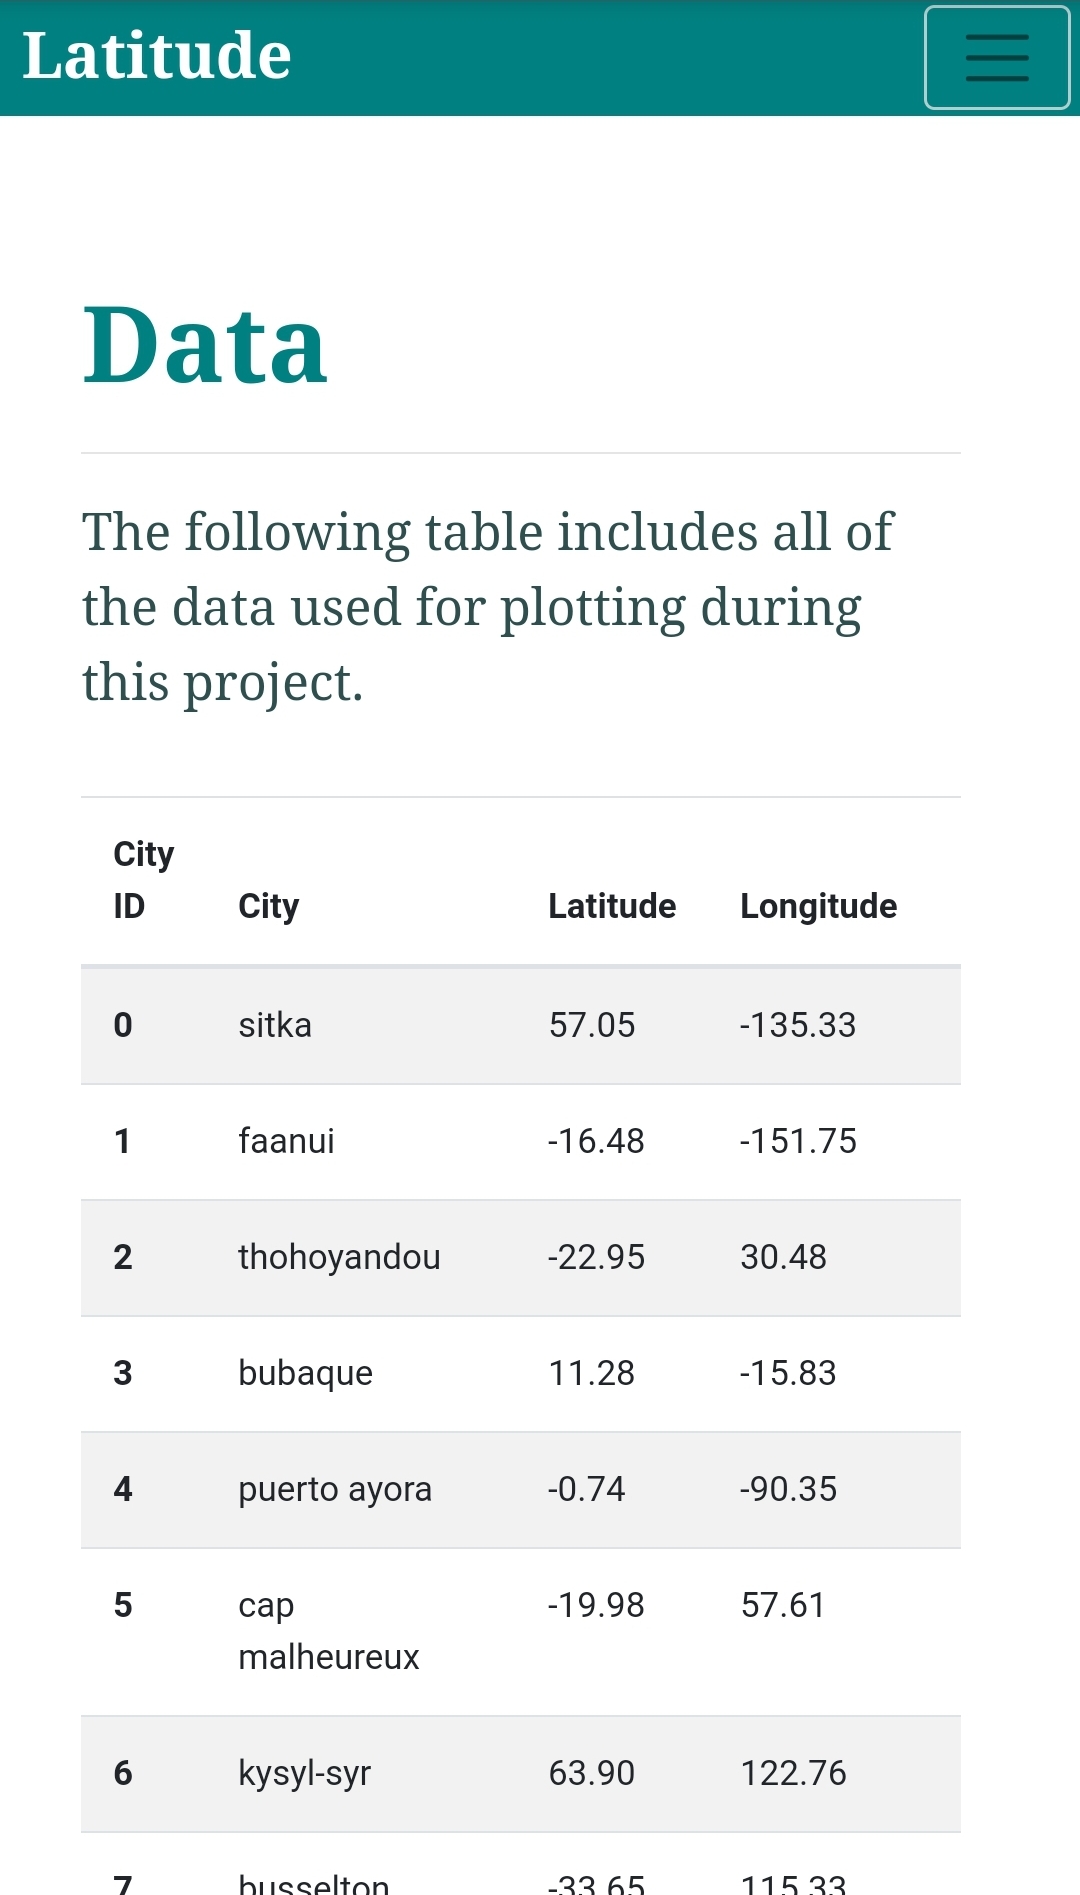 Latitude
Data
The following table includes all of
the data used for plotting during
this project.
City
ID City Latitude Longitude
0 sitka 57.05 -135.33
1 faanui -16.48 -151.75
2 thohoyandou -22.95 30.48
3 bubaque 11.28 -15.83
4 puerto ayora -0.74 -90.35
5 cap -19.98 57.61
malheureux
6 kysyl-syr 63.90 122.76
7 busselton -33.65 115.33